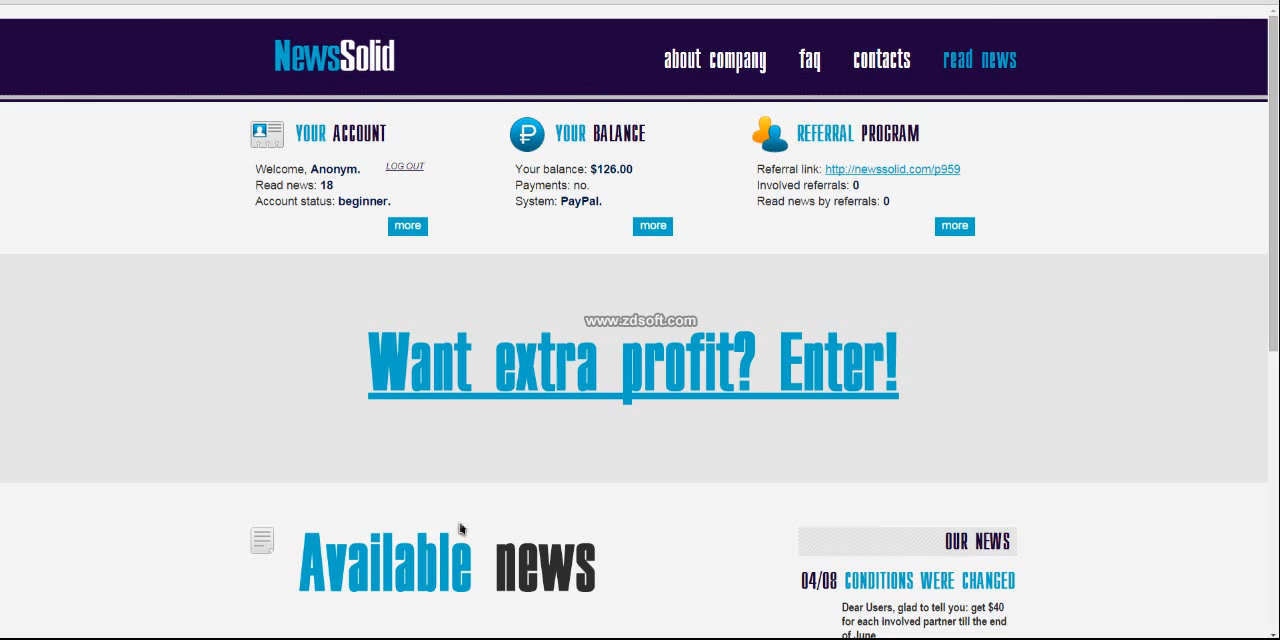 NewsSolid
about company faq contacts read news
YOUR ACCOUNT
Welcome, Anonym. LOG OUT
Read news: 18
Account status: beginner.
more
YOUR BALANCE
Your balance: $126.00
Payments: no.
System: PayPal.
more
REFERRAL PROGRAM
Referral link: http://newssolid.com/p959
Involved referrals: 0
Read news by referrals: 0
more
www.zdsoft.com
Want extra profit? Enter!
Available news
OUR NEWS
04/08 CONDITIONS WERE CHANGED
Dear Users, glad to tell you: get $40
for each involved partner till the end
of June